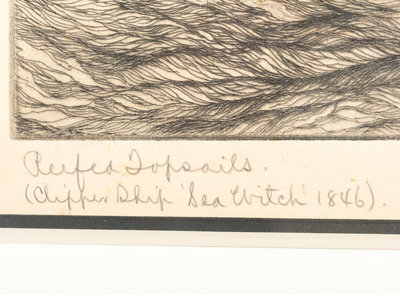 Reefed Topsails.
(Clipper Ship 'Sea Witch' 1846).